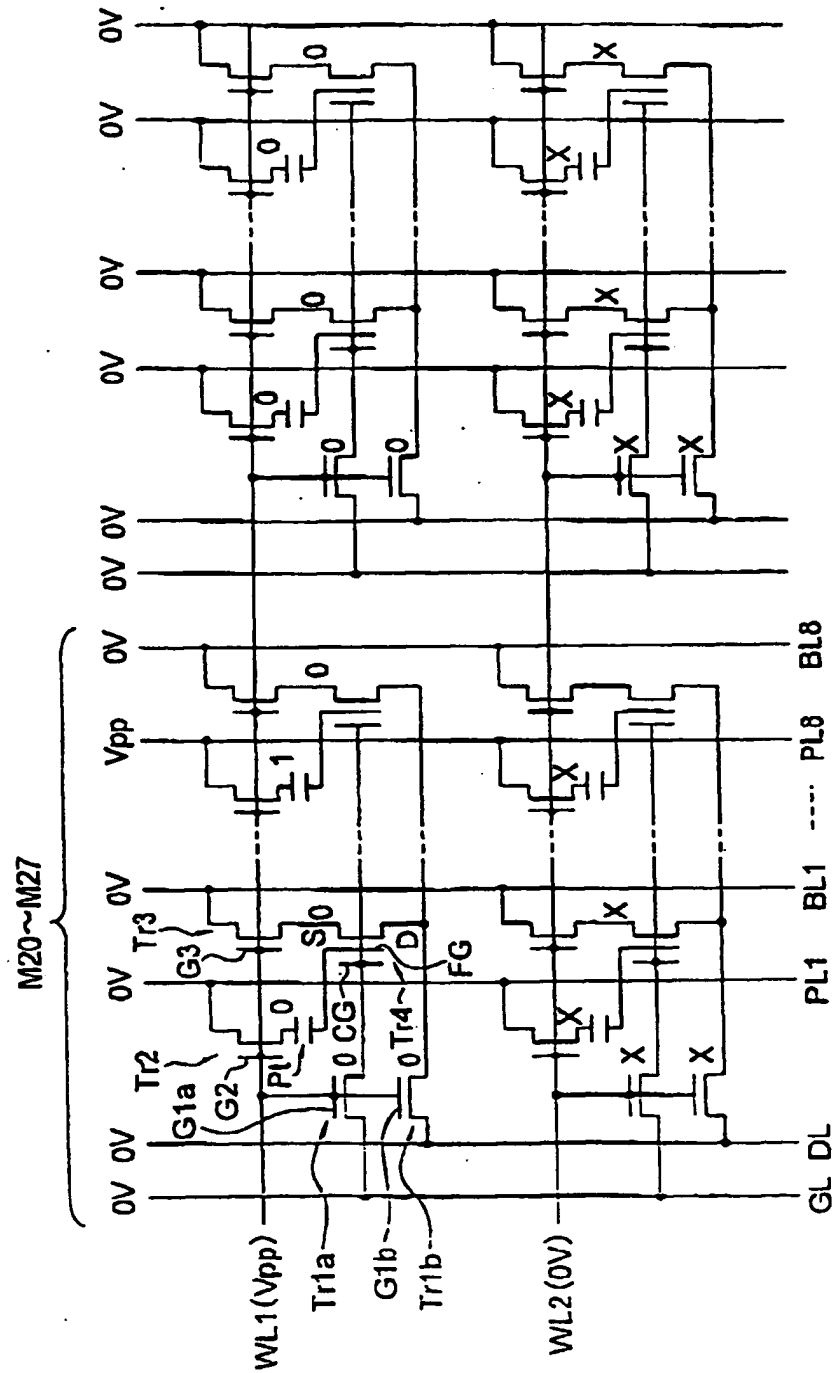 M20~M27
0V 0V 0V 0V Vpp 0V 0V 0V 0V 0V 0V 0V
WL1(Vpp)
Tr2
G2
G1a
Pt
0
Tr3
G3
S 0
CG
Tr4
D
FG
Tr1a
0
G1b
0
Tr1b
1
0
0
0
0
0
0
0
WL2(0V)
X
X
X
X
X
X
X
X
X
X
X
GL DL PL1 BL1 ---- PL8 BL8